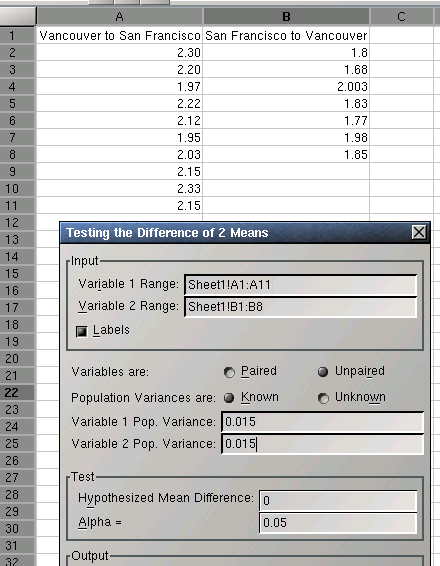 A B C
1 Vancouver to San Francisco San Francisco to Vancouver
2 2.30 1.8
3 2.20 1.68
4 1.97 2.003
5 2.22 1.83
6 2.12 1.77
7 1.95 1.98
8 2.03 1.85
9 2.15
10 2.33
11 2.15
12
13
14
15
16
17
18
19
20
21
22
23
24
25
26
27
28
29
30
31
32
Testing the Difference of 2 Means
Input
Variable 1 Range: Sheet1!A1:A11
Variable 2 Range: Sheet1!B1:B8
Labels
Variables are: Paired Unpaired
Population Variances are: Known Unknown
Variable 1 Pop. Variance: 0.015
Variable 2 Pop. Variance: 0.015
Test
Hypothesized Mean Difference: 0
Alpha = 0.05
Output